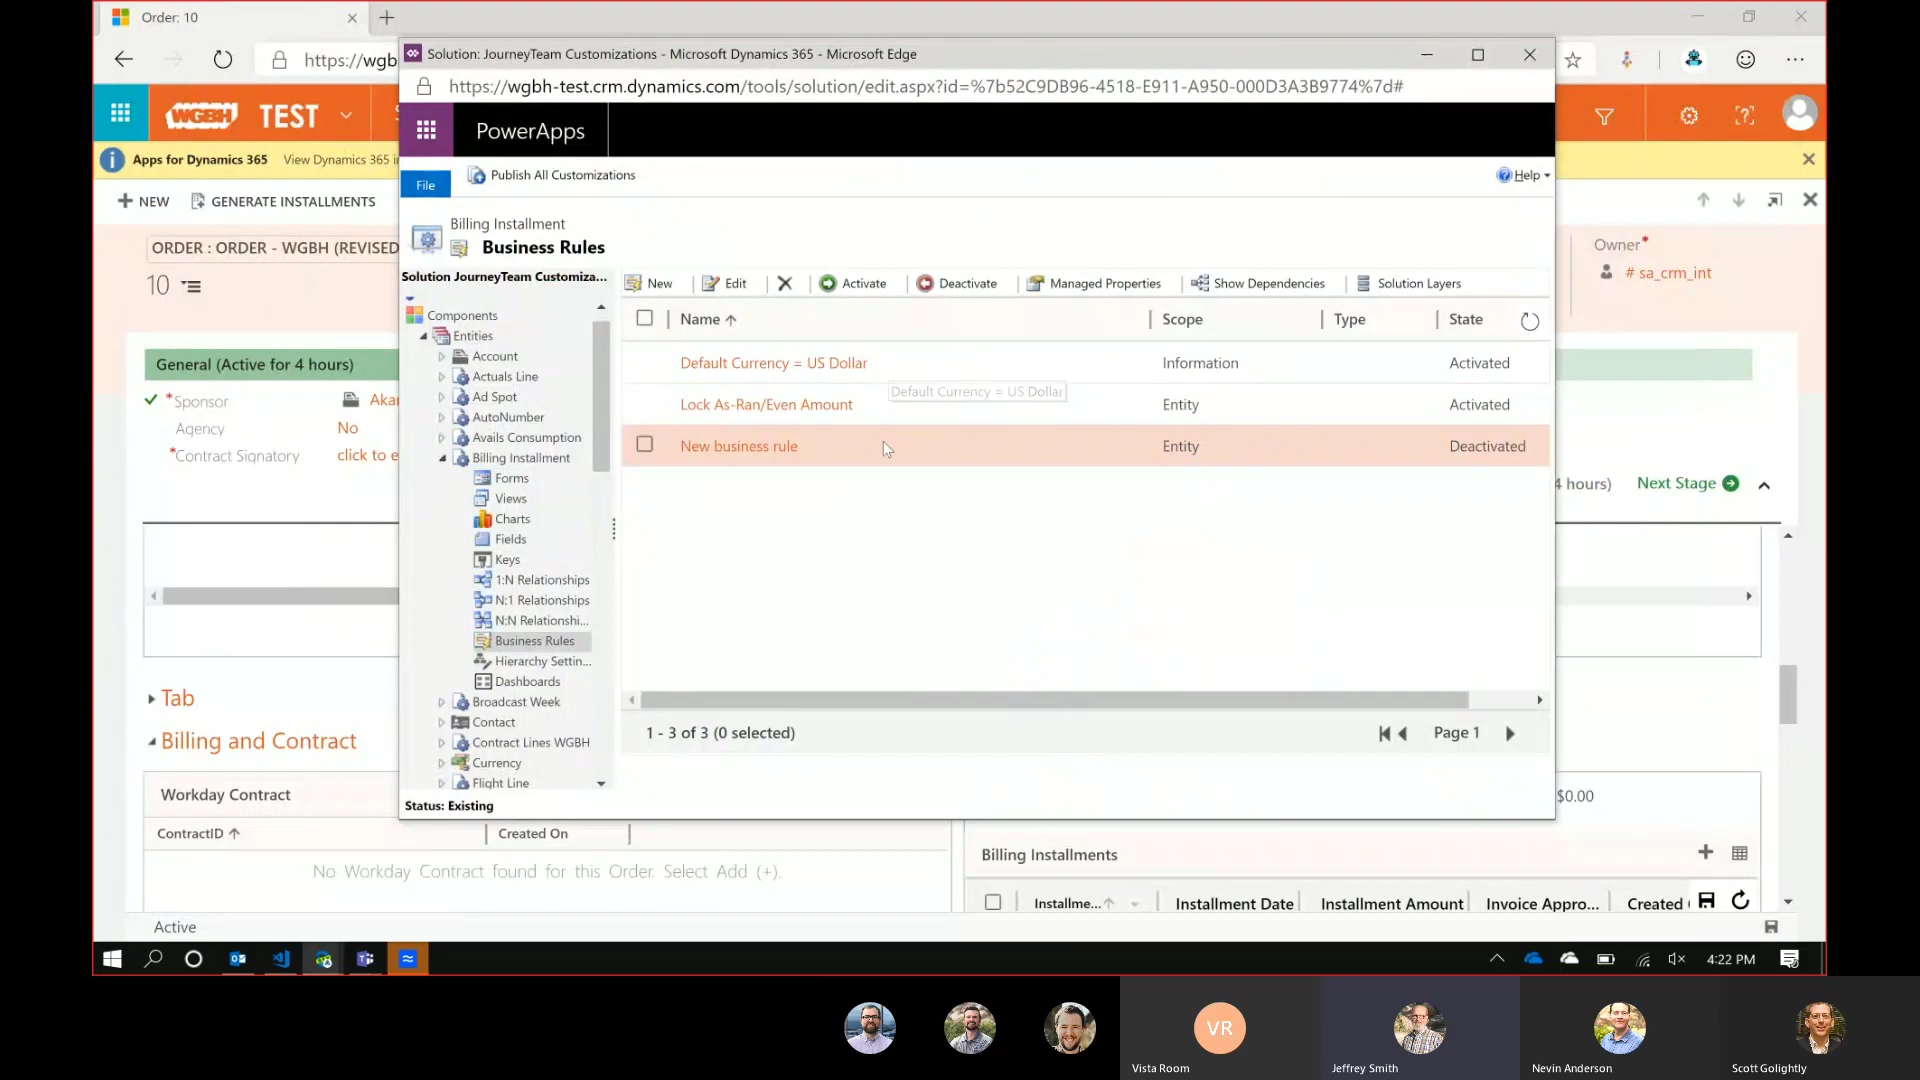 Order: 10
https://wgb
Solution: JourneyTeam Customizations - Microsoft Dynamics 365 - Microsoft Edge
https://wgbh-test.crm.dynamics.com/tools/solution/edit.aspx?id=%7b52C9DB96-4518-E911-A950-000D3A3B9774%7d#
WGBH TEST
PowerApps
Apps for Dynamics 365 View Dynamics 365 i
File Publish All Customizations Help
NEW GENERATE INSTALLMENTS
Billing Installment
Business Rules
ORDER : ORDER - WGBH (REVISED
10
Owner*
# sa_crm_int
Solution JourneyTeam Customiza...
New Edit Activate Deactivate Managed Properties Show Dependencies Solution Layers
Components
Entities
Account
Actuals Line
Ad Spot
AutoNumber
Avails Consumption
Billing Installment
Forms
Views
Charts
Fields
Keys
1:N Relationships
N:1 Relationships
N:N Relationshi...
Business Rules
Hierarchy Settin...
Dashboards
Broadcast Week
Contact
Contract Lines WGBH
Currency
Flight Line
Status: Existing
Name Scope Type State
Default Currency = US Dollar Information Activated
Default Currency = US Dollar
Lock As-Ran/Even Amount Entity Activated
New business rule Entity Deactivated
1 - 3 of 3 (0 selected) Page 1
General (Active for 4 hours)
*Sponsor Akar
Agency No
*Contract Signatory click to e
4 hours) Next Stage
Tab
Billing and Contract
Workday Contract
ContractID Created On
No Workday Contract found for this Order. Select Add (+).
$0.00
Billing Installments
Installme... Installment Date Installment Amount Invoice Appro... Created
Active
4:22 PM
VR
Vista Room
Jeffrey Smith
Nevin Anderson
Scott Golightly